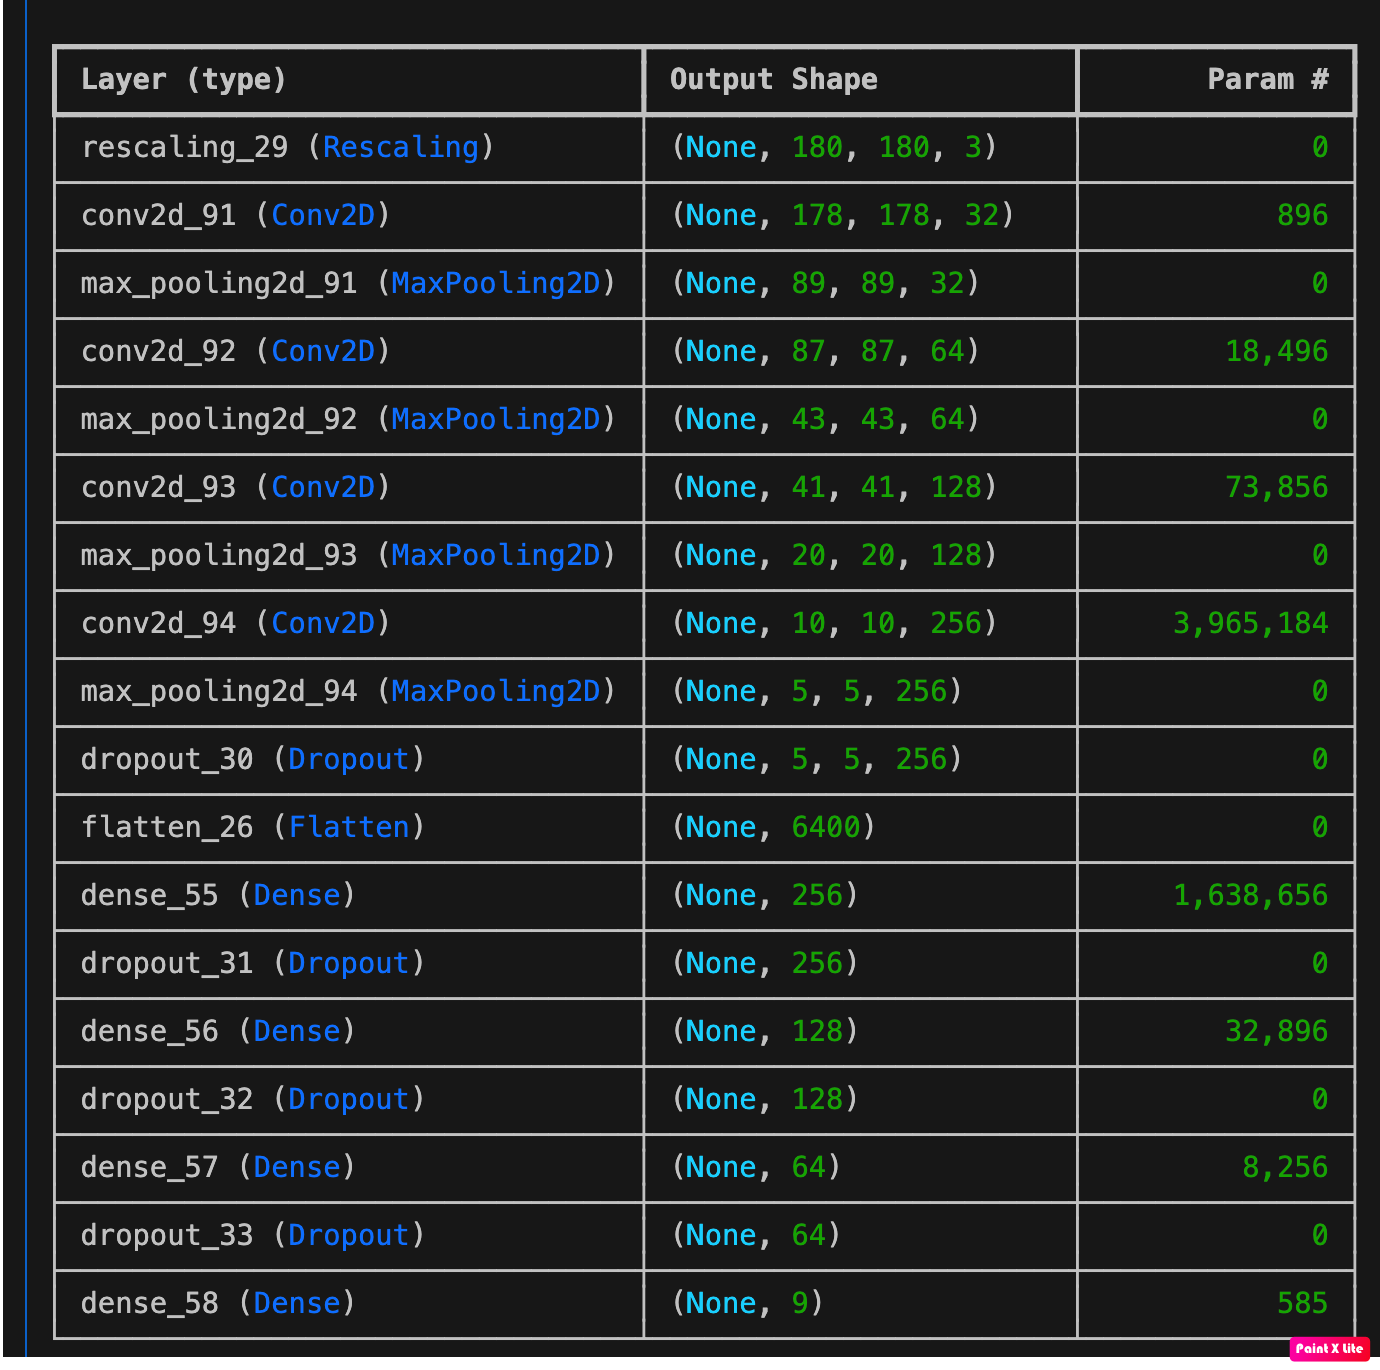 Layer (type) Output Shape Param #
rescaling_29 (Rescaling) (None, 180, 180, 3) 0
conv2d_91 (Conv2D) (None, 178, 178, 32) 896
max_pooling2d_91 (MaxPooling2D) (None, 89, 89, 32) 0
conv2d_92 (Conv2D) (None, 87, 87, 64) 18,496
max_pooling2d_92 (MaxPooling2D) (None, 43, 43, 64) 0
conv2d_93 (Conv2D) (None, 41, 41, 128) 73,856
max_pooling2d_93 (MaxPooling2D) (None, 20, 20, 128) 0
conv2d_94 (Conv2D) (None, 10, 10, 256) 3,965,184
max_pooling2d_94 (MaxPooling2D) (None, 5, 5, 256) 0
dropout_30 (Dropout) (None, 5, 5, 256) 0
flatten_26 (Flatten) (None, 6400) 0
dense_55 (Dense) (None, 256) 1,638,656
dropout_31 (Dropout) (None, 256) 0
dense_56 (Dense) (None, 128) 32,896
dropout_32 (Dropout) (None, 128) 0
dense_57 (Dense) (None, 64) 8,256
dropout_33 (Dropout) (None, 64) 0
dense_58 (Dense) (None, 9) 585
Paint X Lite